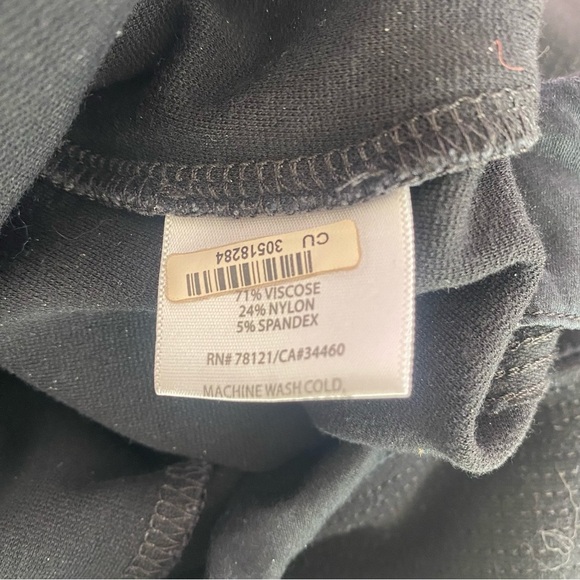 CU
30518284
71% VISCOSE
24% NYLON
5% SPANDEX
RN# 78121/CA#34460
MACHINE WASH COLD,